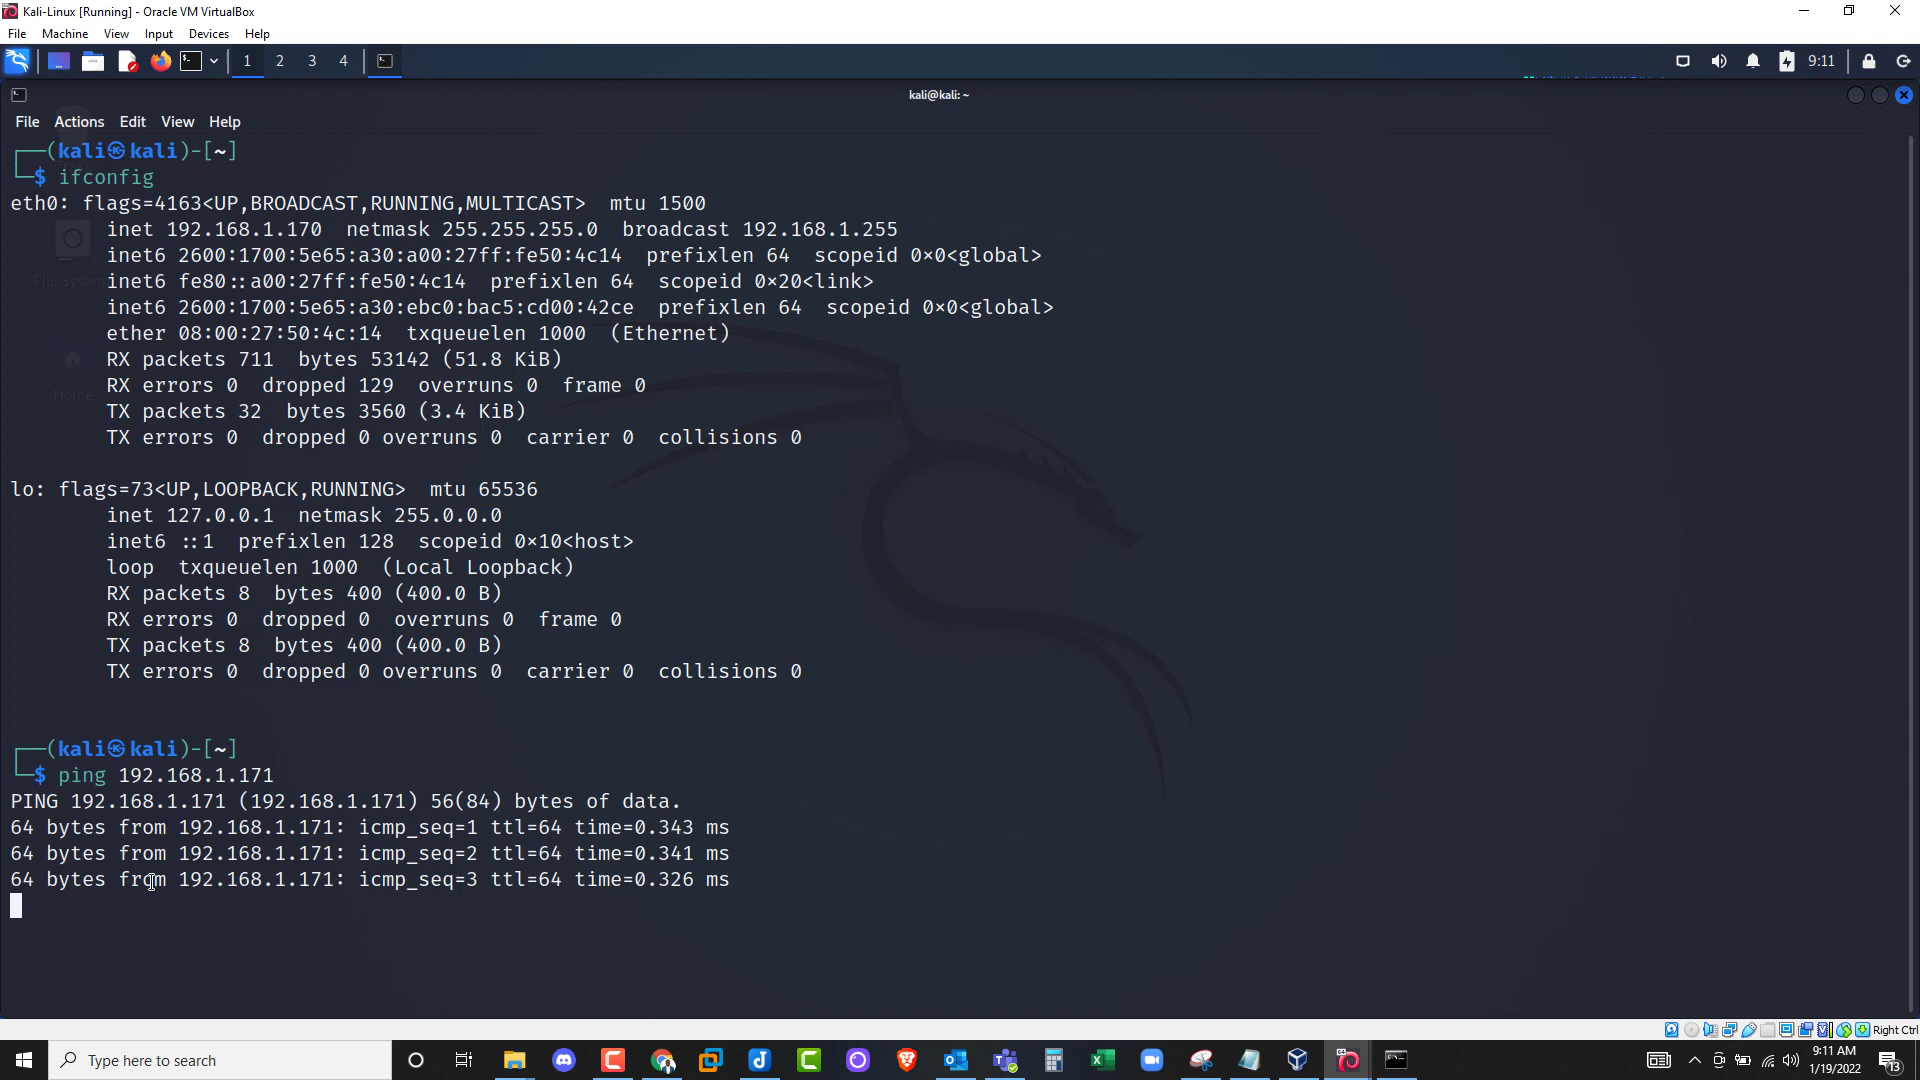 Kali-Linux [Running] - Oracle VM VirtualBox
File Machine View Input Devices Help
1 2 3 4
9:11
kali@kali: ~
File Actions Edit View Help
┌──(kali㉿kali)-[~]
└─$ ifconfig
eth0: flags=4163<UP,BROADCAST,RUNNING,MULTICAST>  mtu 1500
inet 192.168.1.170  netmask 255.255.255.0  broadcast 192.168.1.255
inet6 2600:1700:5e65:a30:a00:27ff:fe50:4c14  prefixlen 64  scopeid 0×0<global>
inet6 fe80::a00:27ff:fe50:4c14  prefixlen 64  scopeid 0×20<link>
inet6 2600:1700:5e65:a30:ebc0:bac5:cd00:42ce  prefixlen 64  scopeid 0×0<global>
ether 08:00:27:50:4c:14  txqueuelen 1000  (Ethernet)
RX packets 711  bytes 53142 (51.8 KiB)
RX errors 0  dropped 129  overruns 0  frame 0
TX packets 32  bytes 3560 (3.4 KiB)
TX errors 0  dropped 0 overruns 0  carrier 0  collisions 0
File System
Home
lo: flags=73<UP,LOOPBACK,RUNNING>  mtu 65536
inet 127.0.0.1  netmask 255.0.0.0
inet6 ::1  prefixlen 128  scopeid 0×10<host>
loop  txqueuelen 1000  (Local Loopback)
RX packets 8  bytes 400 (400.0 B)
RX errors 0  dropped 0  overruns 0  frame 0
TX packets 8  bytes 400 (400.0 B)
TX errors 0  dropped 0 overruns 0  carrier 0  collisions 0
┌──(kali㉿kali)-[~]
└─$ ping 192.168.1.171
PING 192.168.1.171 (192.168.1.171) 56(84) bytes of data.
64 bytes from 192.168.1.171: icmp_seq=1 ttl=64 time=0.343 ms
64 bytes from 192.168.1.171: icmp_seq=2 ttl=64 time=0.341 ms
64 bytes from 192.168.1.171: icmp_seq=3 ttl=64 time=0.326 ms
Right Ctrl
Type here to search
9:11 AM
1/19/2022
13